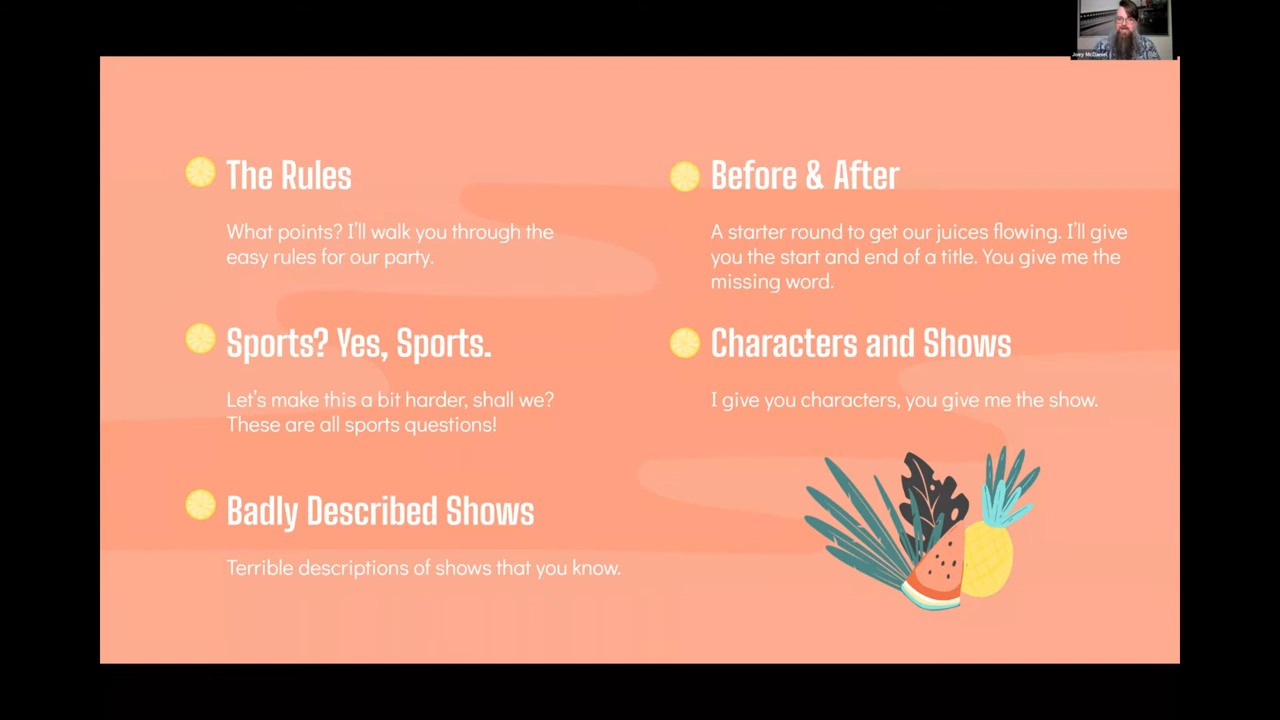 Joey McDaniel
The Rules
What points? I'll walk you through the
easy rules for our party.
Before & After
A starter round to get our juices flowing. I'll give
you the start and end of a title. You give me the
missing word.
Sports? Yes, Sports.
Let's make this a bit harder, shall we?
These are all sports questions!
Characters and Shows
I give you characters, you give me the show.
Badly Described Shows
Terrible descriptions of shows that you know.